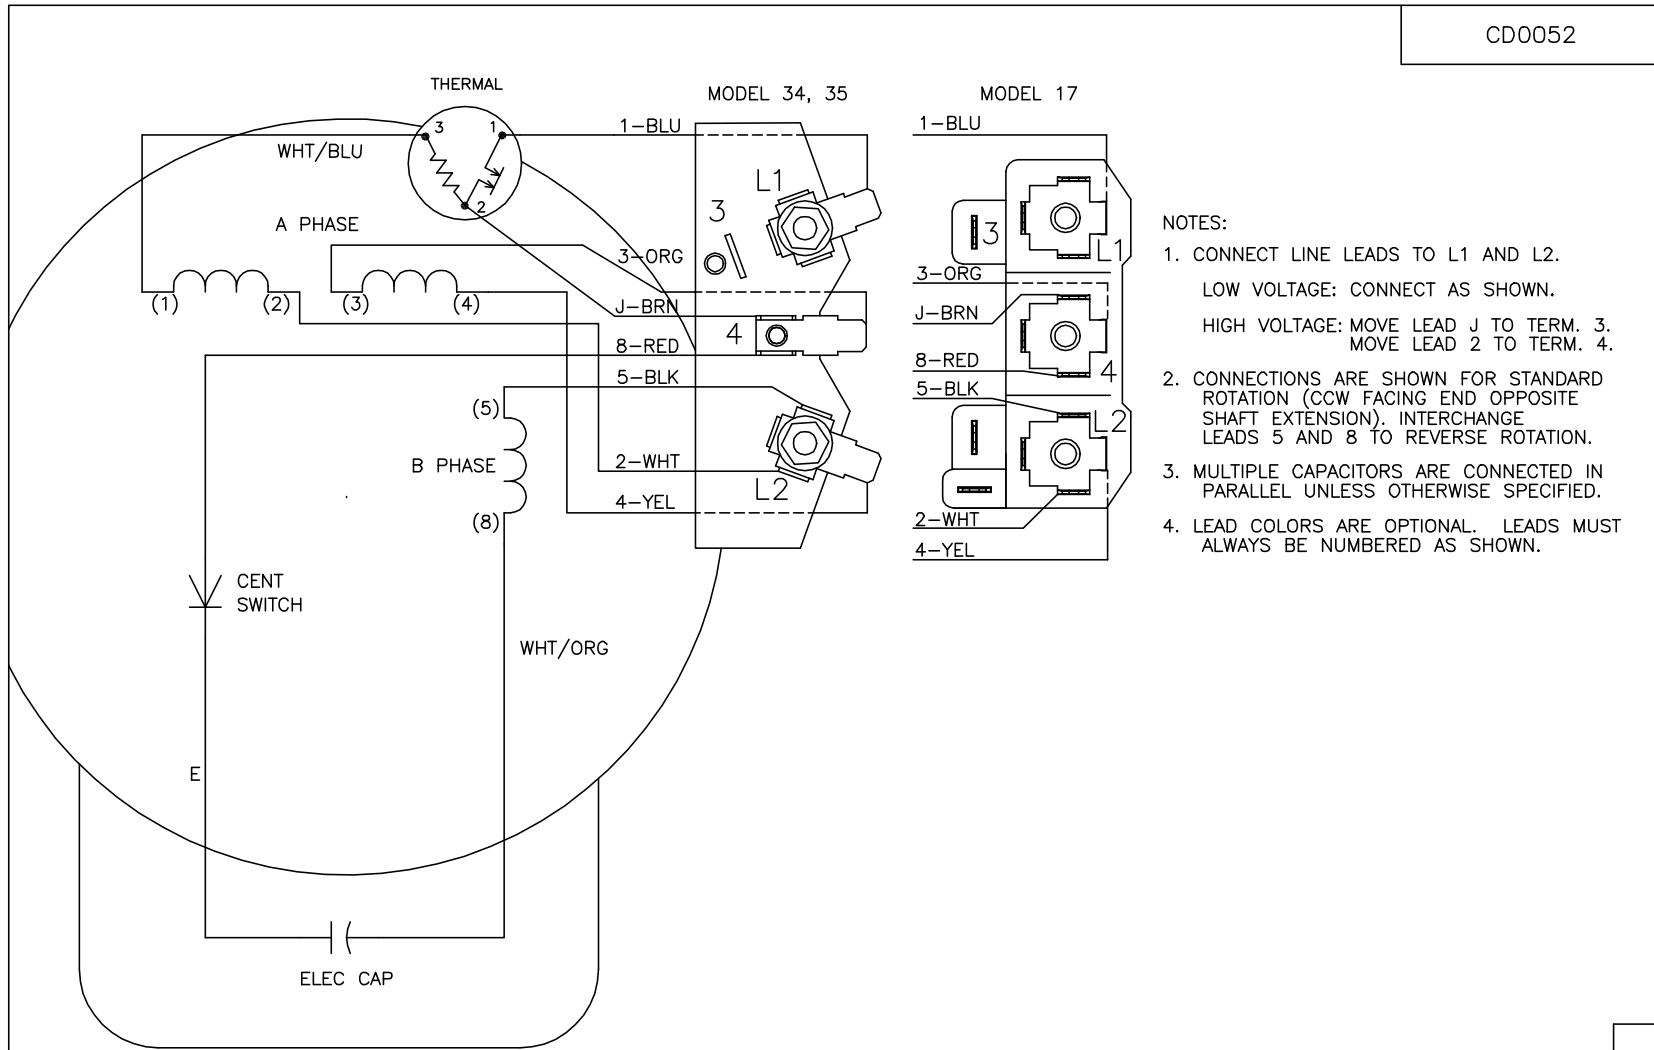 CD0052
THERMAL
MODEL 34, 35
MODEL 17
3
1
2
WHT/BLU
A PHASE
(1)
(2)
(3)
(4)
1-BLU
3-ORG
J-BRN
8-RED
5-BLK
2-WHT
4-YEL
L1
3
4
L2
(5)
B PHASE
(8)
CENT
SWITCH
WHT/ORG
E
ELEC CAP
1-BLU
3
L1
3-ORG
J-BRN
8-RED
4
5-BLK
L2
2-WHT
4-YEL
NOTES:
1. CONNECT LINE LEADS TO L1 AND L2.
LOW VOLTAGE: CONNECT AS SHOWN.
HIGH VOLTAGE: MOVE LEAD J TO TERM. 3.
MOVE LEAD 2 TO TERM. 4.
2. CONNECTIONS ARE SHOWN FOR STANDARD
ROTATION (CCW FACING END OPPOSITE
SHAFT EXTENSION). INTERCHANGE
LEADS 5 AND 8 TO REVERSE ROTATION.
3. MULTIPLE CAPACITORS ARE CONNECTED IN
PARALLEL UNLESS OTHERWISE SPECIFIED.
4. LEAD COLORS ARE OPTIONAL. LEADS MUST
ALWAYS BE NUMBERED AS SHOWN.